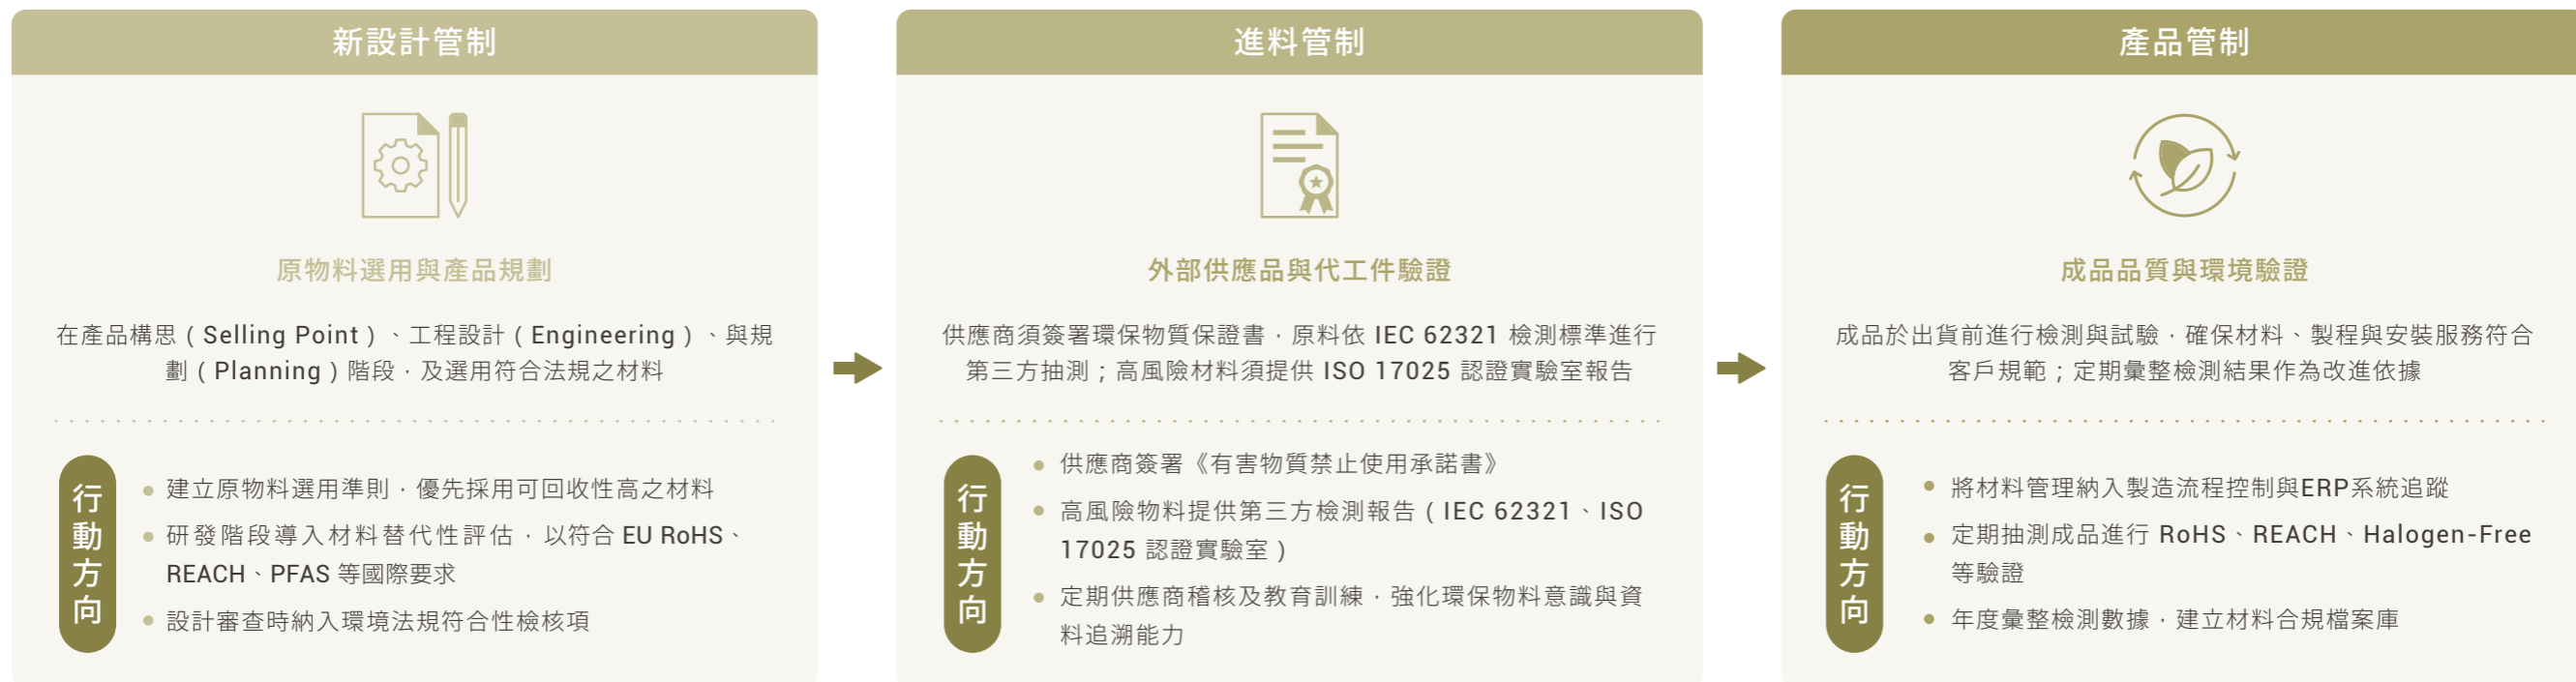 新設計管制
原物料選用與產品規劃
在產品構思 ( Selling Point ) 、工程設計 ( Engineering ) 、與規
劃 ( Planning ) 階段，及選用符合法規之材料
行動方向
建立原物料選用準則，優先採用可回收性高之材料
研發階段導入材料替代性評估，以符合 EU RoHS、
REACH、PFAS 等國際要求
設計審查時納入環境法規符合性檢核項
進料管制
外部供應品與代工件驗證
供應商須簽署環保物質保證書，原料依 IEC 62321 檢測標準進行
第三方抽測；高風險材料須提供 ISO 17025 認證實驗室報告
行動方向
供應商簽署《有害物質禁止使用承諾書》
高風險物料提供第三方檢測報告 ( IEC 62321、ISO
17025 認證實驗室 )
定期供應商稽核及教育訓練，強化環保物料意識與資
料追溯能力
產品管制
成品品質與環境驗證
成品於出貨前進行檢測與試驗，確保材料、製程與安裝服務符合
客戶規範；定期彙整檢測結果作為改進依據
行動方向
將材料管理納入製造流程控制與ERP系統追蹤
定期抽測成品進行 RoHS、REACH、Halogen-Free
等驗證
年度彙整檢測數據，建立材料合規檔案庫